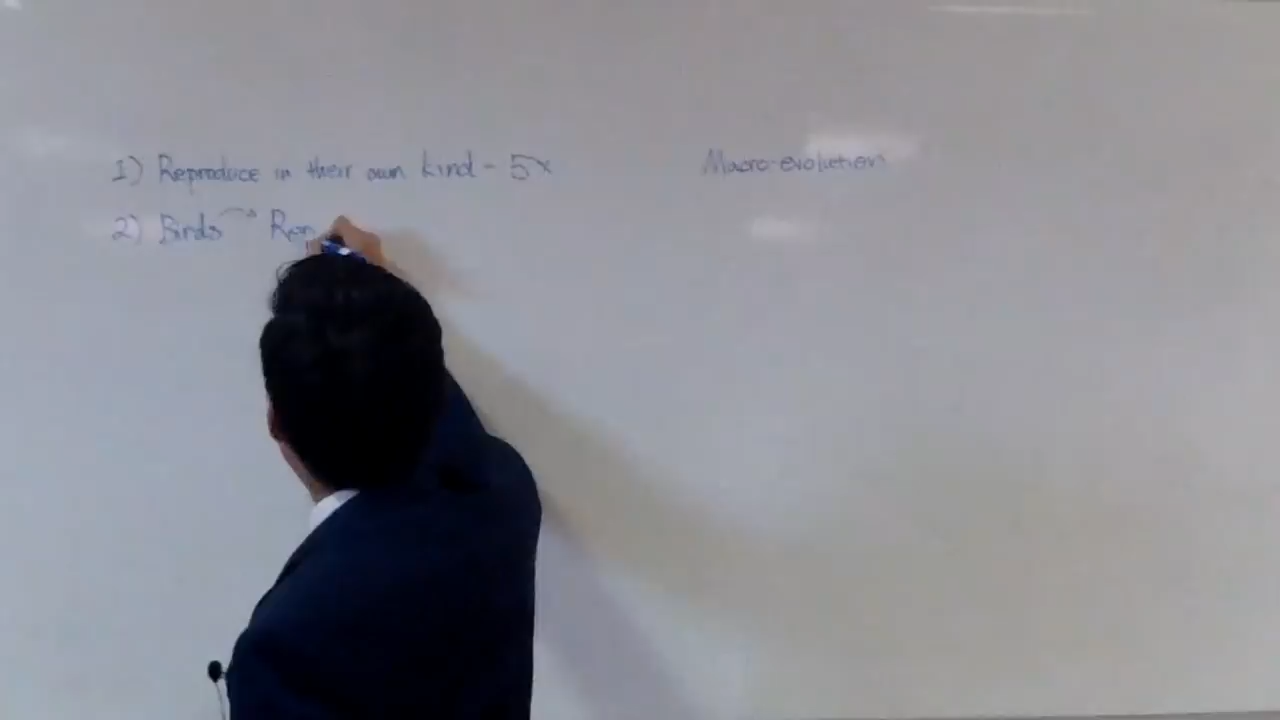 1) Reproduce in their own kind - 5x
Macro-evolution
2) Birds →